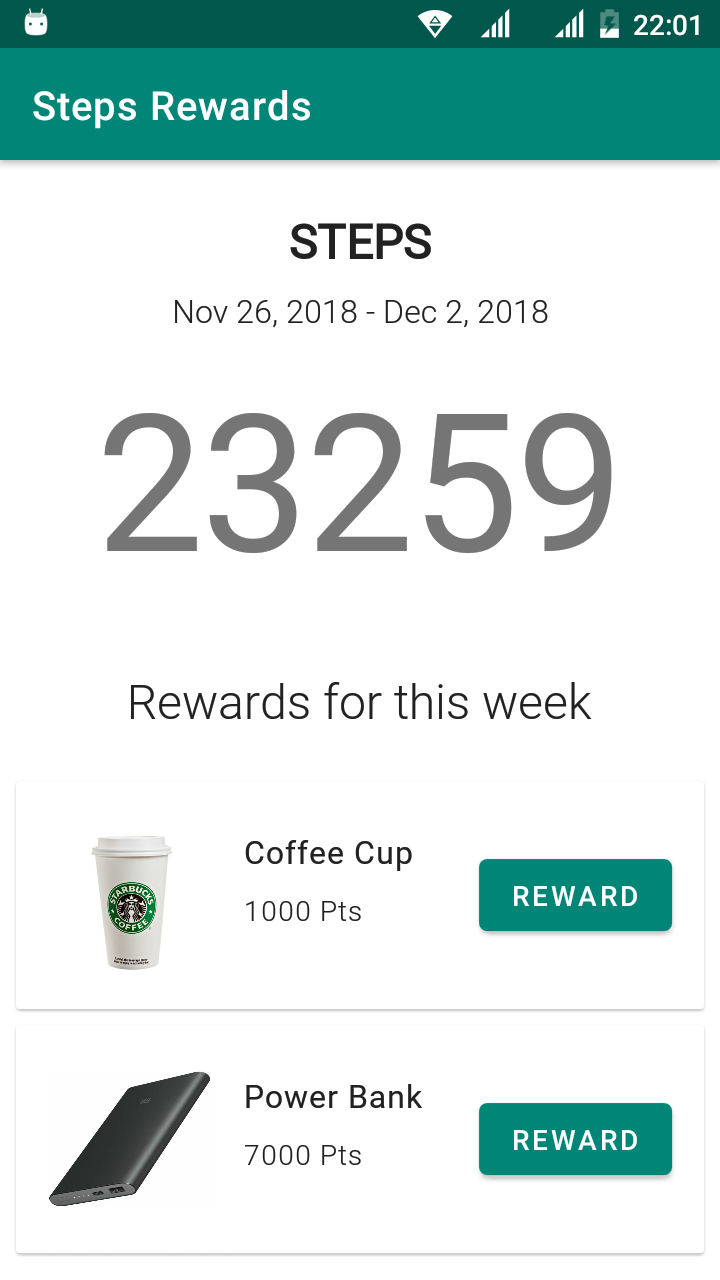 22:01
Steps Rewards
STEPS
Nov 26, 2018 - Dec 2, 2018
23259
Rewards for this week
Coffee Cup
1000 Pts
REWARD
STARBUCKS
COFFEE
Power Bank
7000 Pts
REWARD